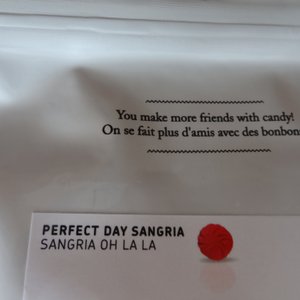 You make more friends with candy!
On se fait plus d'amis avec des bonbons
PERFECT DAY SANGRIA
SANGRIA OH LA LA